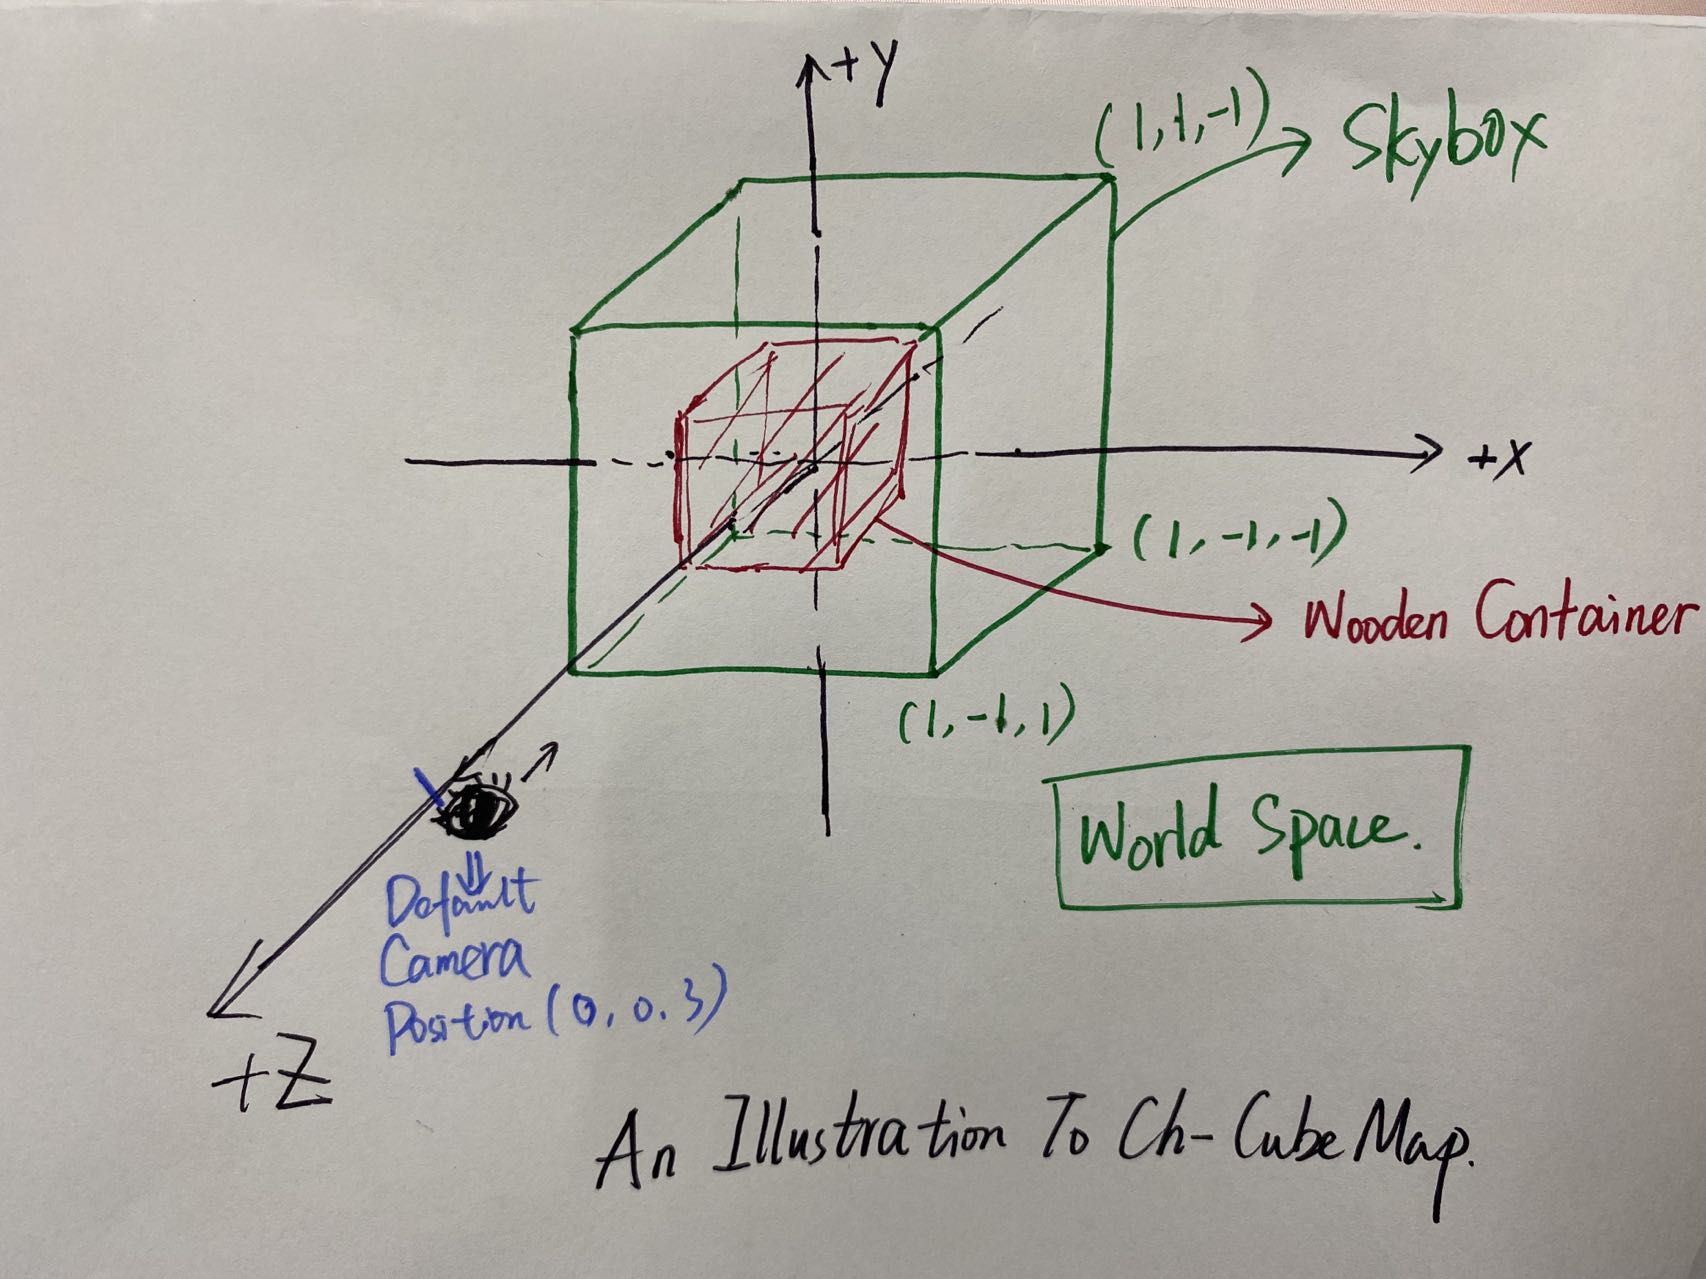 +Y
(1,1,-1)
Skybox
+X
(1,-1,-1)
Wooden Container
(1,-1,1)
World Space.
Default
Camera
Position (0,0.3)
+Z
An Illustration To Ch-CubeMap.